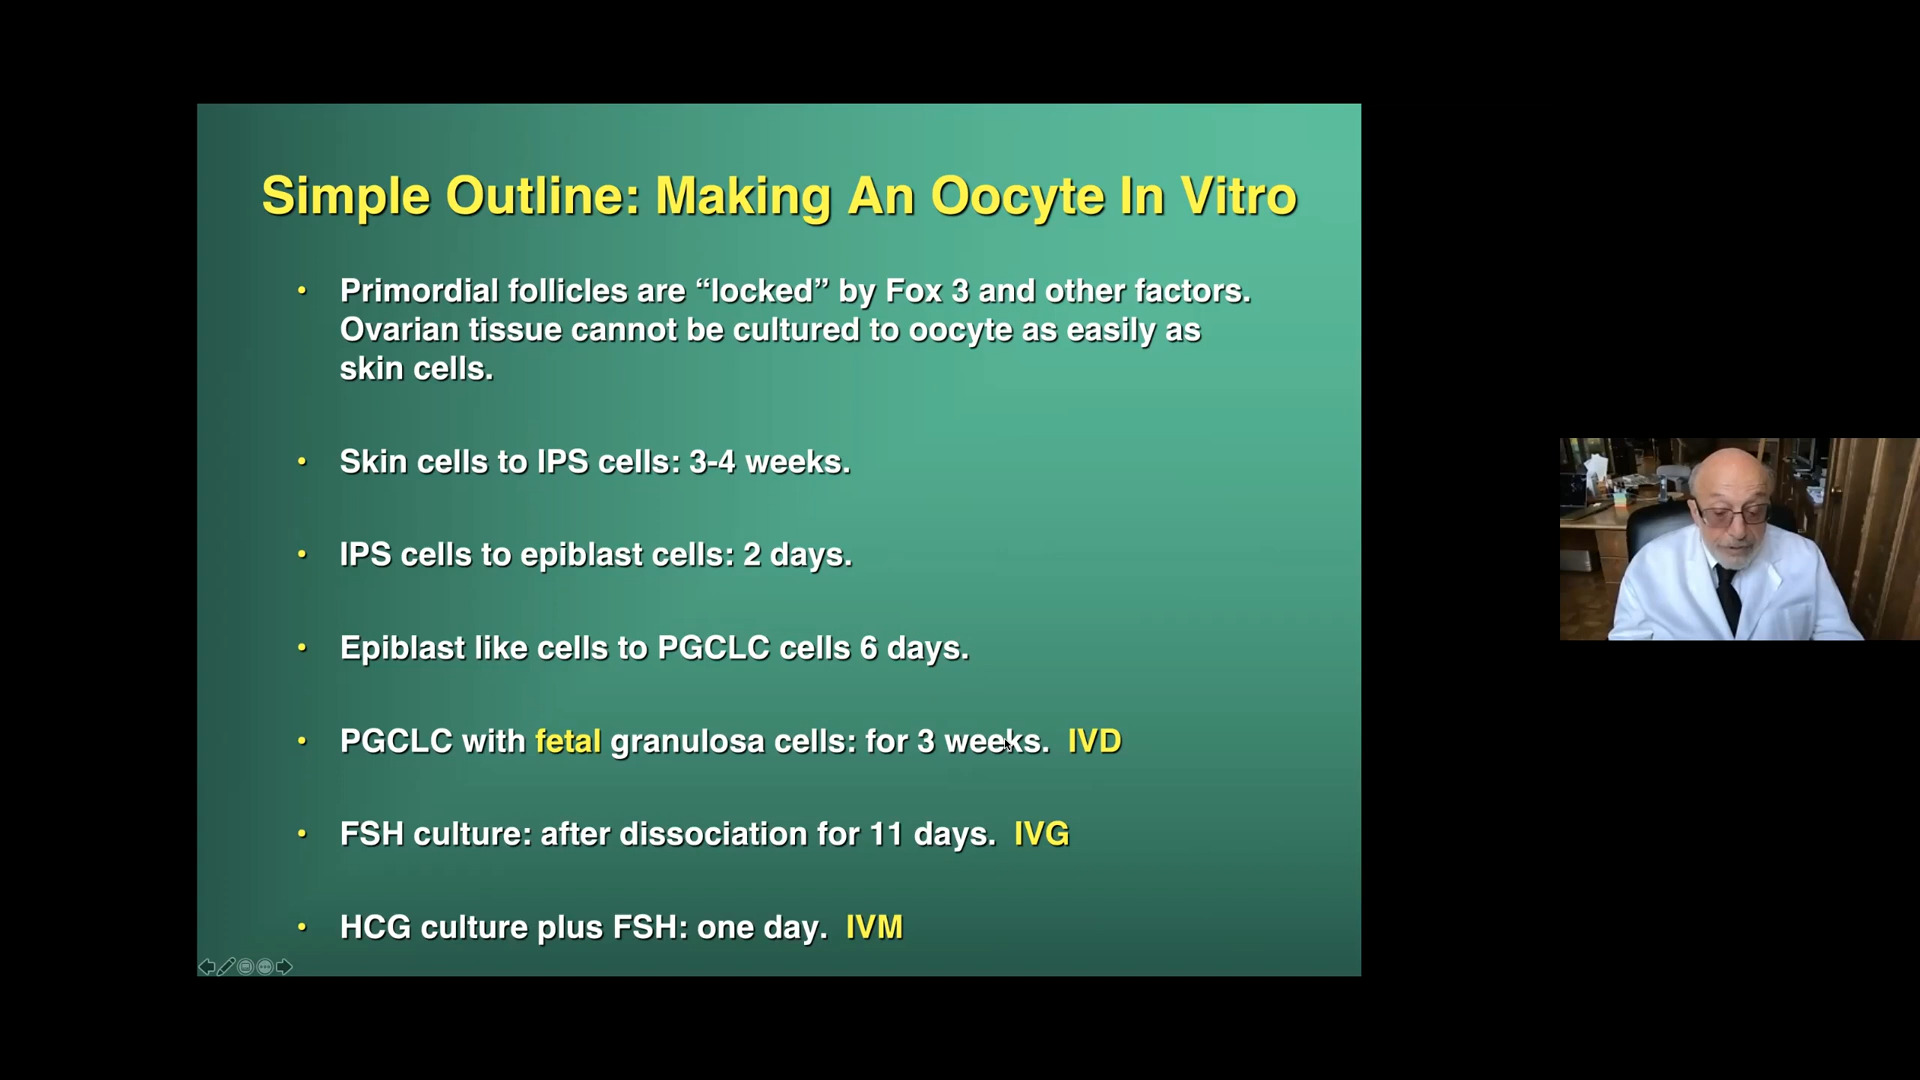 Simple Outline: Making An Oocyte In Vitro
• Primordial follicles are “locked” by Fox 3 and other factors.
Ovarian tissue cannot be cultured to oocyte as easily as
skin cells.
• Skin cells to IPS cells: 3-4 weeks.
• IPS cells to epiblast cells: 2 days.
• Epiblast like cells to PGCLC cells 6 days.
• PGCLC with fetal granulosa cells: for 3 weeks. IVD
• FSH culture: after dissociation for 11 days. IVG
• HCG culture plus FSH: one day. IVM